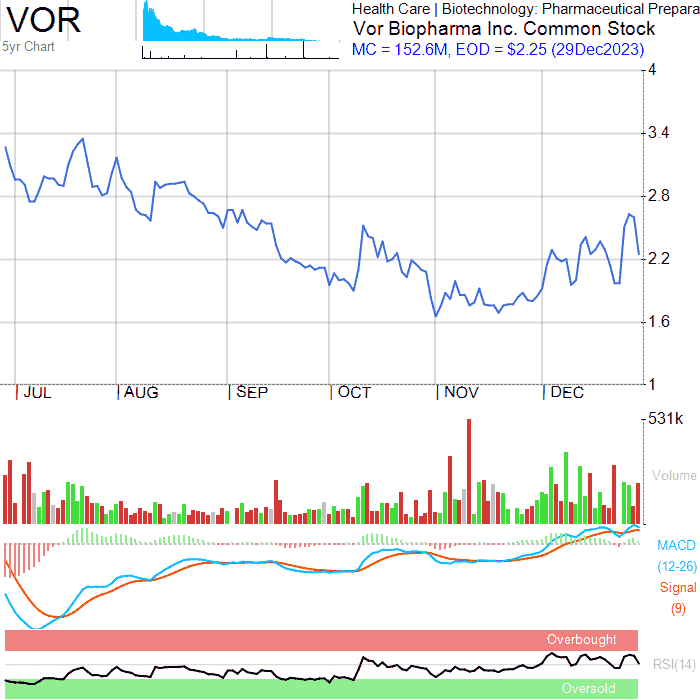 VOR
5yr Chart
Health Care | Biotechnology: Pharmaceutical Prepara
Vor Biopharma Inc. Common Stock
MC = 152.6M, EOD = $2.25 (29Dec2023)
4
3.4
2.8
2.2
1.6
1
JUL
AUG
SEP
OCT
NOV
DEC
531k
Volume
MACD
(12-26)
Signal
(9)
Overbought
RSI(14)
Oversold